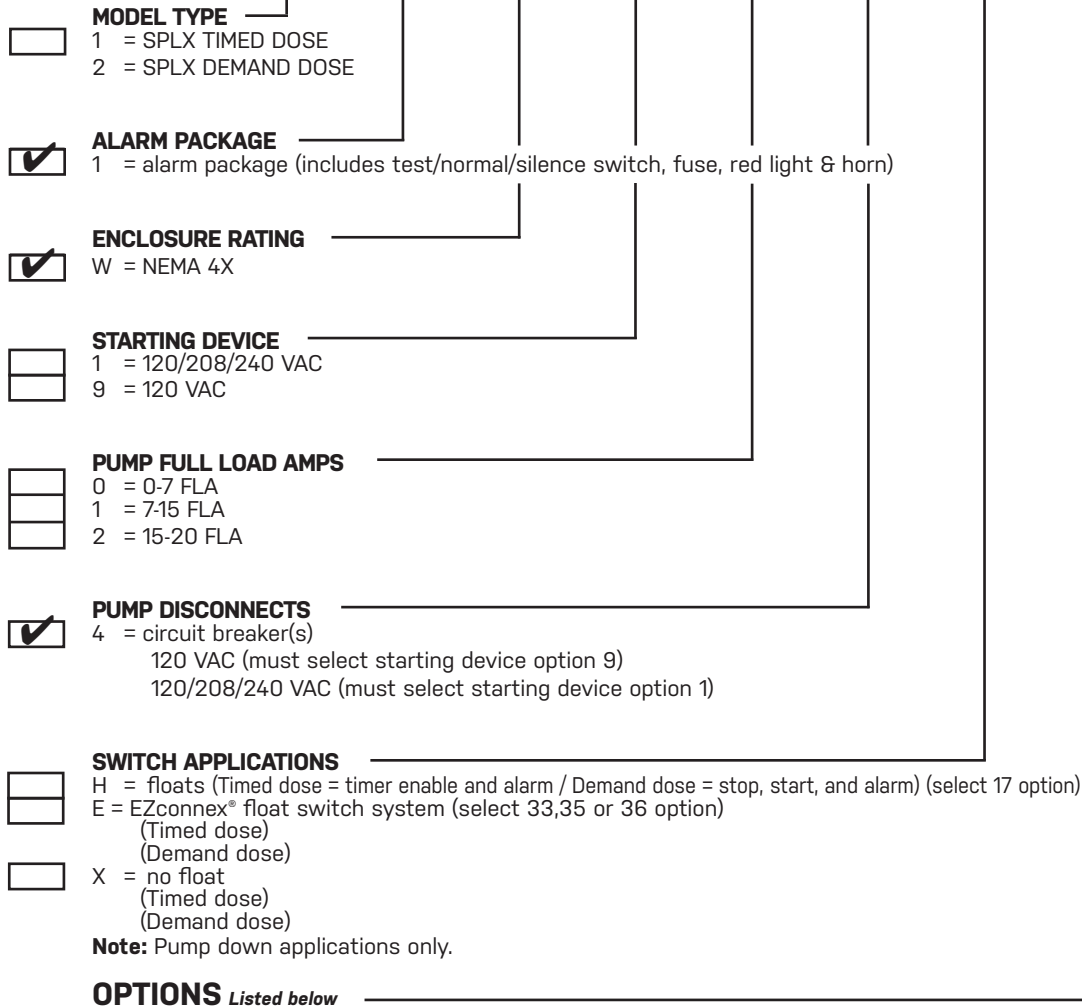 MODEL TYPE
1 = SPLX TIMED DOSE
2 = SPLX DEMAND DOSE
ALARM PACKAGE
1 = alarm package (includes test/normal/silence switch, fuse, red light & horn)
ENCLOSURE RATING
W = NEMA 4X
STARTING DEVICE
1 = 120/208/240 VAC
9 = 120 VAC
PUMP FULL LOAD AMPS
0 = 0-7 FLA
1 = 7-15 FLA
2 = 15-20 FLA
PUMP DISCONNECTS
4 = circuit breaker(s)
120 VAC (must select starting device option 9)
120/208/240 VAC (must select starting device option 1)
SWITCH APPLICATIONS
H = floats (Timed dose = timer enable and alarm / Demand dose = stop, start, and alarm) (select 17 option)
E = EZconnex® float switch system (select 33,35 or 36 option)
(Timed dose)
(Demand dose)
X = no float
(Timed dose)
(Demand dose)
Note: Pump down applications only.
OPTIONS Listed below